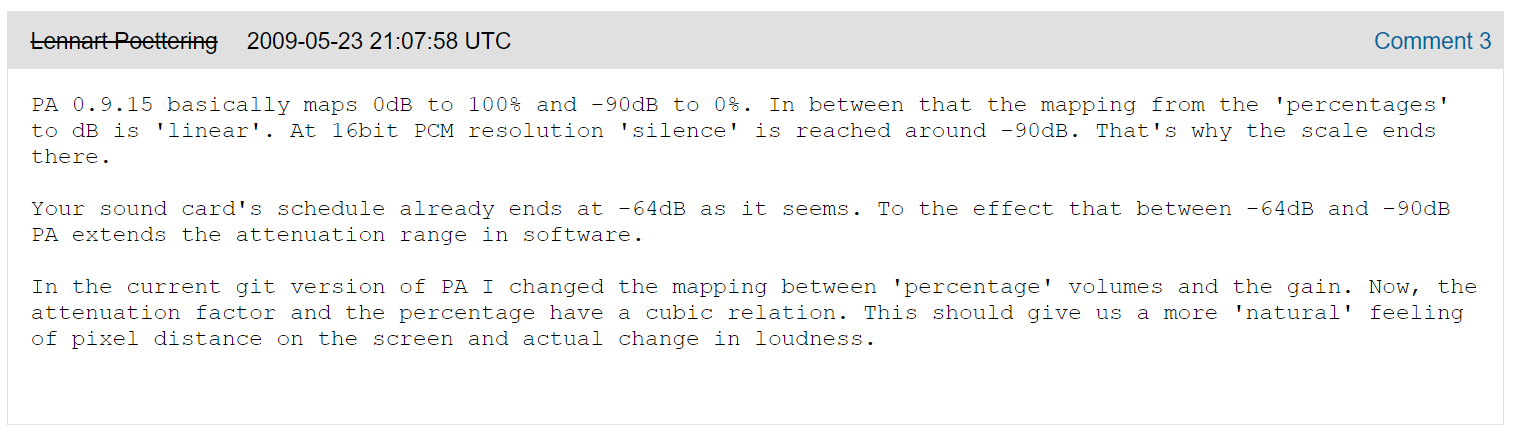 Lennart Poettering 2009-05-23 21:07:58 UTC Comment 3
PA 0.9.15 basically maps 0dB to 100% and -90dB to 0%. In between that the mapping from the 'percentages'
to dB is 'linear'. At 16bit PCM resolution 'silence' is reached around -90dB. That's why the scale ends
there.
Your sound card's schedule already ends at -64dB as it seems. To the effect that between -64dB and -90dB
PA extends the attenuation range in software.
In the current git version of PA I changed the mapping between 'percentage' volumes and the gain. Now, the
attenuation factor and the percentage have a cubic relation. This should give us a more 'natural' feeling
of pixel distance on the screen and actual change in loudness.